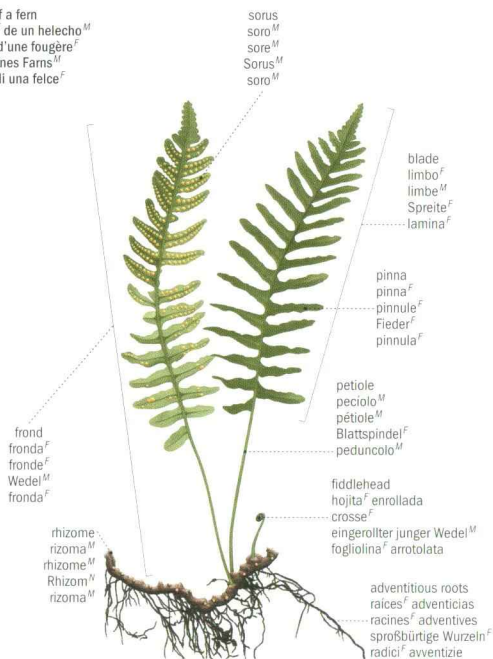 f a fern
de un helecho M
d'une fougère F
nes Farns M
li una felce F
sorus
soro M
sore M
Sorus M
soro M
blade
limbo F
limbe M
Spreite F
lamina F
pinna
pinna F
pinnule F
Fieder F
pinnula F
petiole
pecíolo M
pétiole M
Blattspindel F
peduncolo M
frond
fronda F
fronde F
Wedel M
fronda F
fiddlehead
hojita F enrollada
crosse F
eingerollter junger Wedel M
fogliolina F arrotolata
rhizome
rizoma M
rhizome M
Rhizom N
rizoma M
adventitious roots
raíces F adventicias
racines F adventives
sproßbürtige Wurzeln F
radici F avventizie